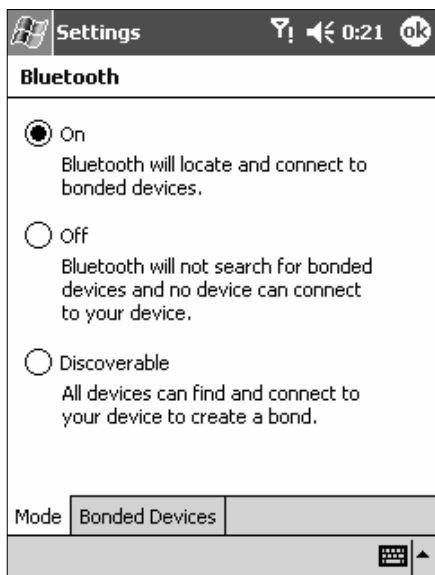 Settings 0:21 ok
Bluetooth
On
Bluetooth will locate and connect to
bonded devices.
Off
Bluetooth will not search for bonded
devices and no device can connect
to your device.
Discoverable
All devices can find and connect to
your device to create a bond.
Mode Bonded Devices